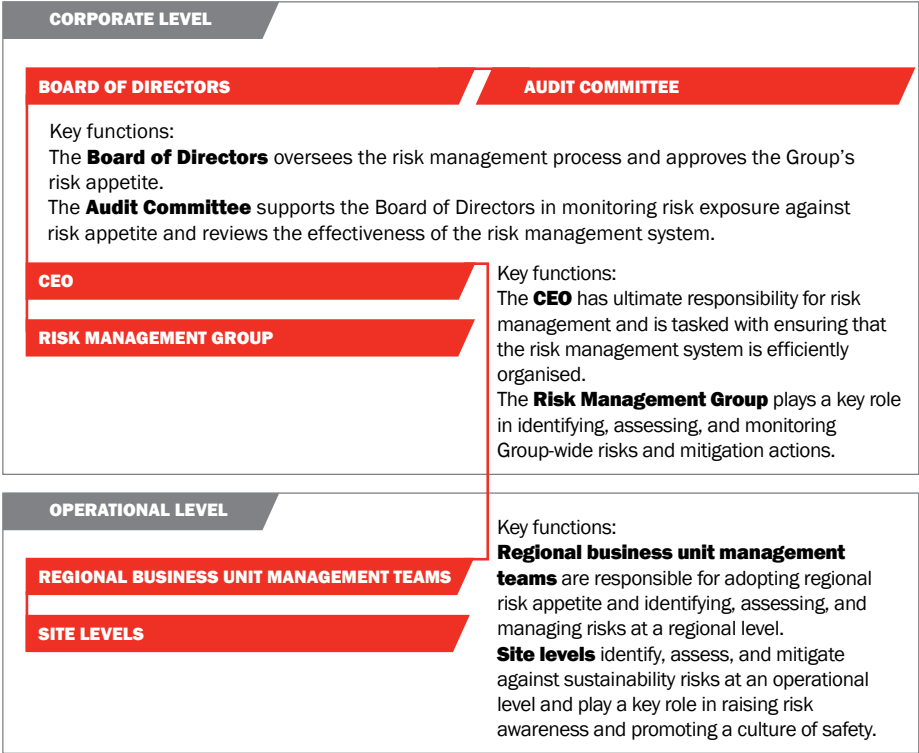 CORPORATE LEVEL
BOARD OF DIRECTORS
AUDIT COMMITTEE
Key functions:
The Board of Directors oversees the risk management process and approves the Group’s
risk appetite.
The Audit Committee supports the Board of Directors in monitoring risk exposure against
risk appetite and reviews the effectiveness of the risk management system.
CEO
RISK MANAGEMENT GROUP
Key functions:
The CEO has ultimate responsibility for risk
management and is tasked with ensuring that
the risk management system is efficiently
organised.
The Risk Management Group plays a key role
in identifying, assessing, and monitoring
Group-wide risks and mitigation actions.
OPERATIONAL LEVEL
REGIONAL BUSINESS UNIT MANAGEMENT TEAMS
SITE LEVELS
Key functions:
Regional business unit management
teams are responsible for adopting regional
risk appetite and identifying, assessing, and
managing risks at a regional level.
Site levels identify, assess, and mitigate
against sustainability risks at an operational
level and play a key role in raising risk
awareness and promoting a culture of safety.